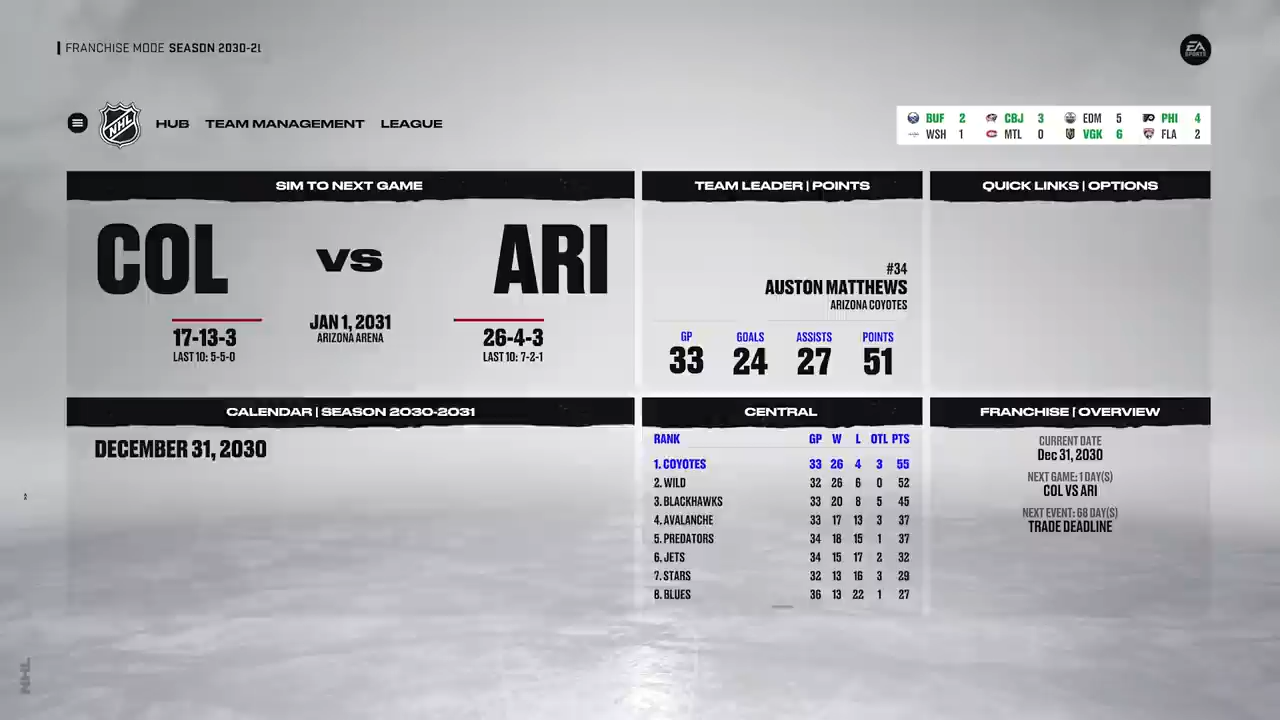 FRANCHISE MODE SEASON 2030-2
EA SPORTS
NHL HUB TEAM MANAGEMENT LEAGUE
BUF 2 CBJ 3 EDM 5 PHI 4
WSH 1 MTL 0 VGK 6 FLA 2
SIM TO NEXT GAME
COL VS ARI
JAN 1, 2031
ARIZONA ARENA
17-13-3
LAST 10: 5-5-0
26-4-3
LAST 10: 7-2-1
TEAM LEADER | POINTS
#34
AUSTON MATTHEWS
ARIZONA COYOTES
GP GOALS ASSISTS POINTS
33 24 27 51
QUICK LINKS | OPTIONS
CALENDAR | SEASON 2030-2031
DECEMBER 31, 2030
CENTRAL
RANK GP W L OTL PTS
1. COYOTES 33 26 4 3 55
2. WILD 32 26 6 0 52
3. BLACKHAWKS 33 20 8 5 45
4. AVALANCHE 33 17 13 3 37
5. PREDATORS 34 18 15 1 37
6. JETS 34 15 17 2 32
7. STARS 32 13 16 3 29
8. BLUES 36 13 22 1 27
FRANCHISE | OVERVIEW
CURRENT DATE
Dec 31, 2030
NEXT GAME: 1 DAY(S)
COL VS ARI
NEXT EVENT: 68 DAY(S)
TRADE DEADLINE
NHL